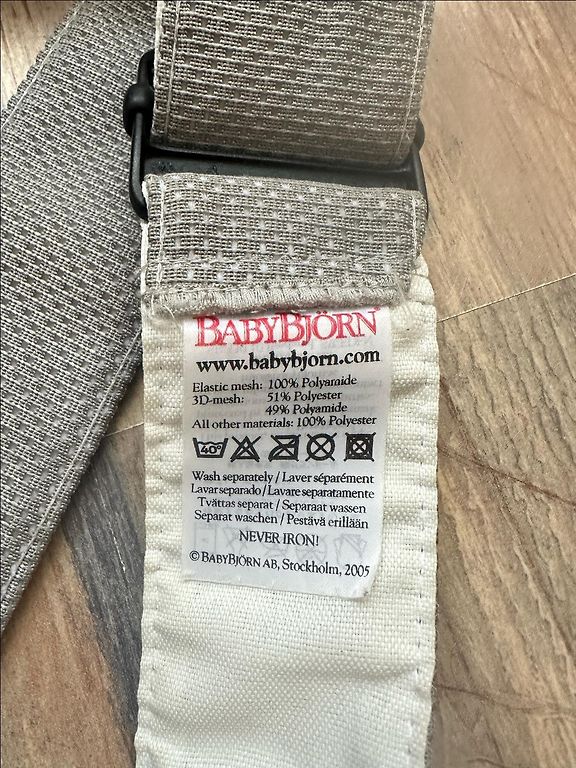 BABYBJÖRN
www.babybjorn.com
Elastic mesh: 100% Polyamide
3D-mesh: 51% Polyester
49% Polyamide
All other materials: 100% Polyester
40°
Wash separately / Laver séparément
Lavar separado / Lavare separatamente
Tvättas separat / Separaat wassen
Separat waschen / Pestävä erillään
NEVER IRON!
© BABYBJÖRN AB, Stockholm, 2005